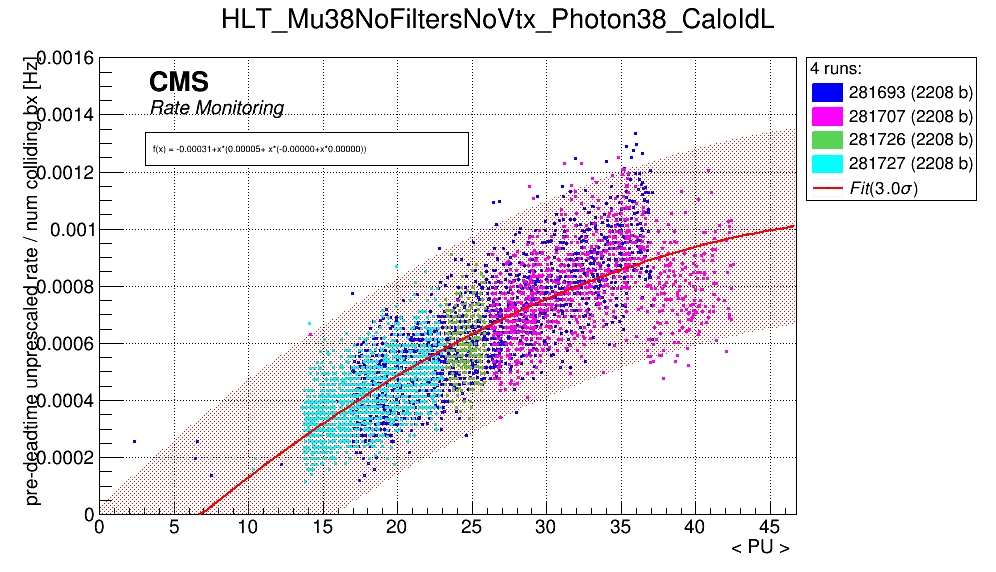 HLT_Mu38NoFiltersNoVtx_Photon38_CaloIdL
pre-deadtime unprescaled rate / num colliding bx [Hz]
0.0016
0.0014
0.0012
0.001
0.0008
0.0006
0.0004
0.0002
0
CMS
Rate Monitoring
f(x) = -0.00031+x*(0.00005+ x*(-0.00000+x*0.00000))
0 5 10 15 20 25 30 35 40 45
< PU >
4 runs:
281693 (2208 b)
281707 (2208 b)
281726 (2208 b)
281727 (2208 b)
Fit(3.0σ)